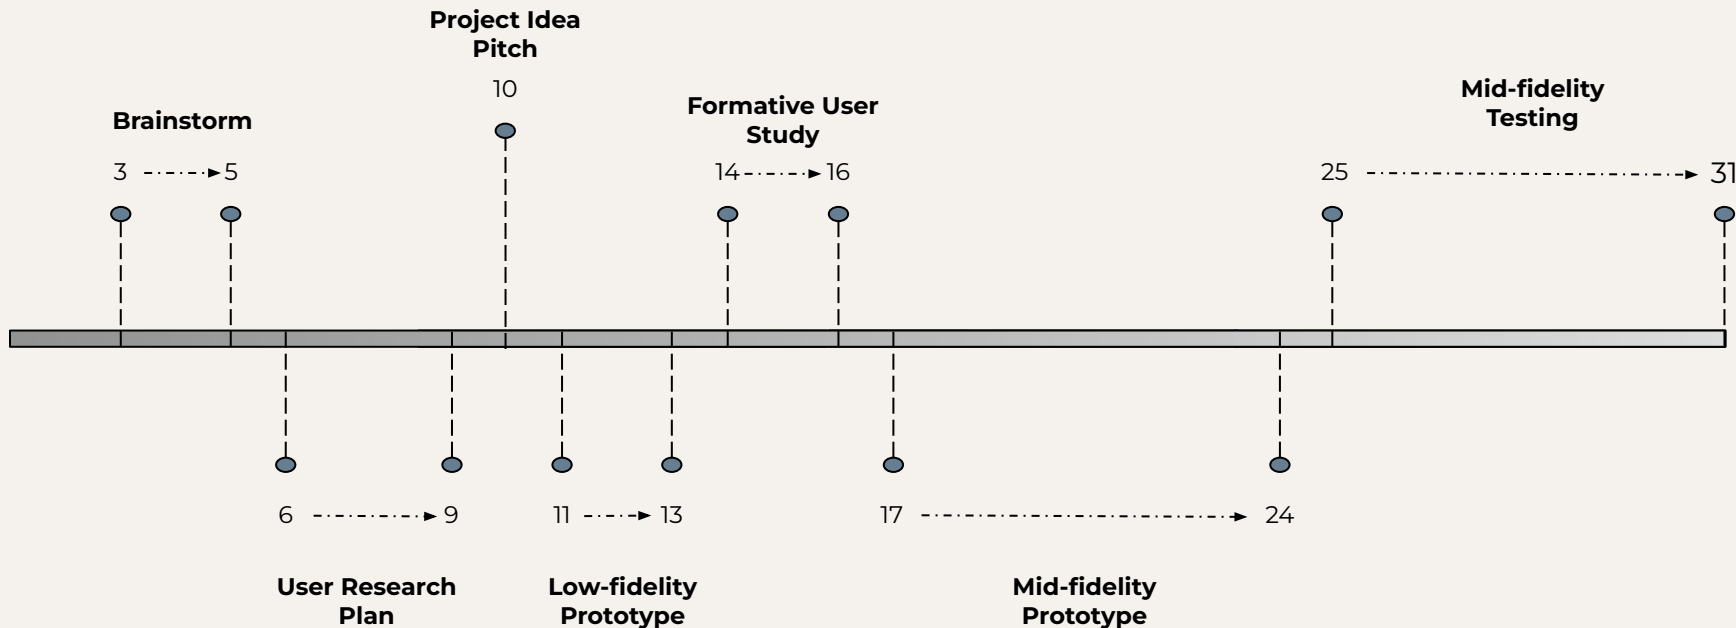 Project Idea
Pitch
10
Brainstorm
3
5
Formative User
Study
14
16
Mid-fidelity
Testing
25
31
6
9
User Research
Plan
11
13
Low-fidelity
Prototype
17
24
Mid-fidelity
Prototype